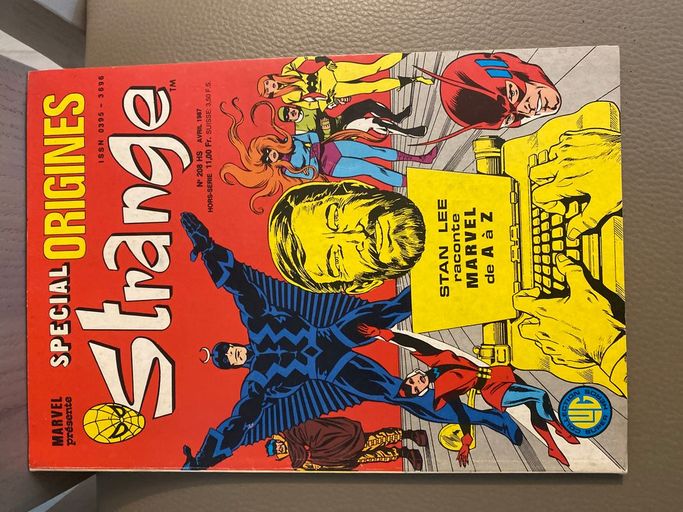 MARVEL
présente
SPECIAL ORIGINES
ISSN 0395 - 3696
Strange
TM
N° 208 HS AVRIL 1987
HORS-SERIE 11,00 Fr. SUISSE 3,50 F.S.
STAN LEE
raconte
MARVEL
de A à Z